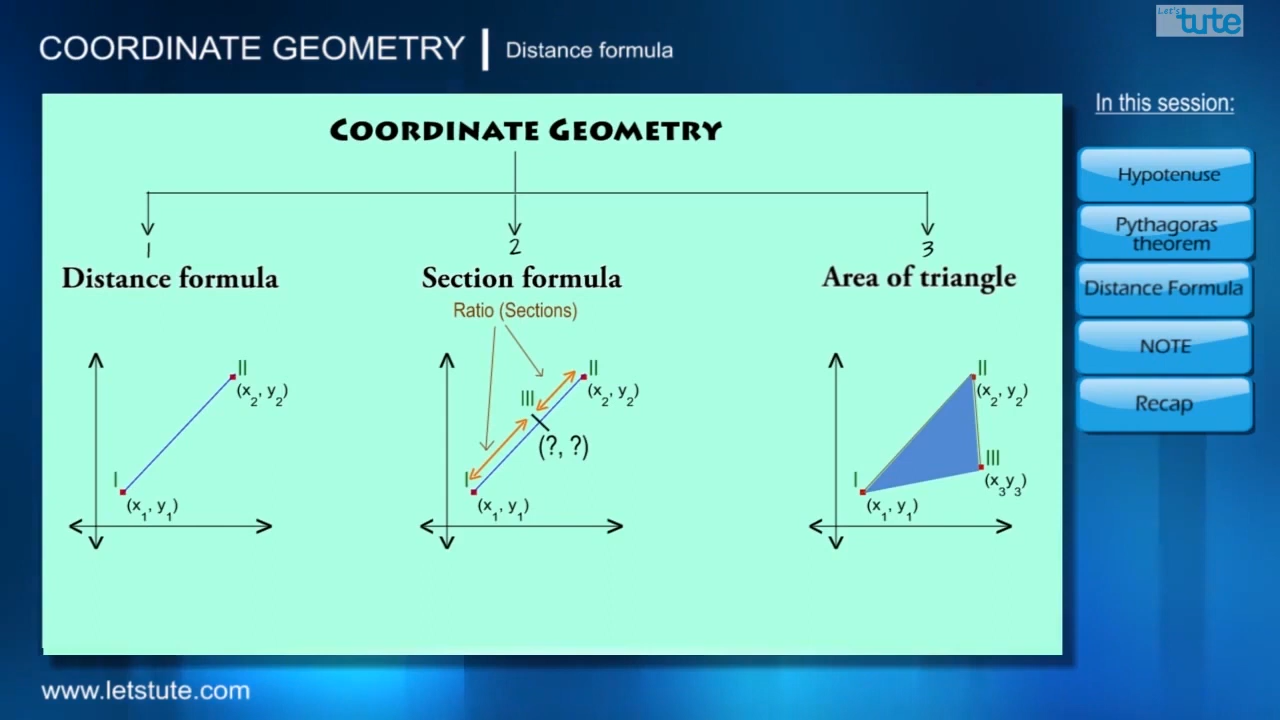 Let's
tute
COORDINATE GEOMETRY | Distance formula
In this session:
Hypotenuse
Pythagoras
theorem
Distance Formula
NOTE
Recap
COORDINATE GEOMETRY
1
2
3
Distance formula
Section formula
Area of triangle
Ratio (Sections)
II
(x₂, y₂)
I
(x₁, y₁)
II
(x₂, y₂)
III
(?, ?)
I
(x₁, y₁)
II
(x₂, y₂)
III
(x₃y₃)
I
(x₁, y₁)
www.letstute.com